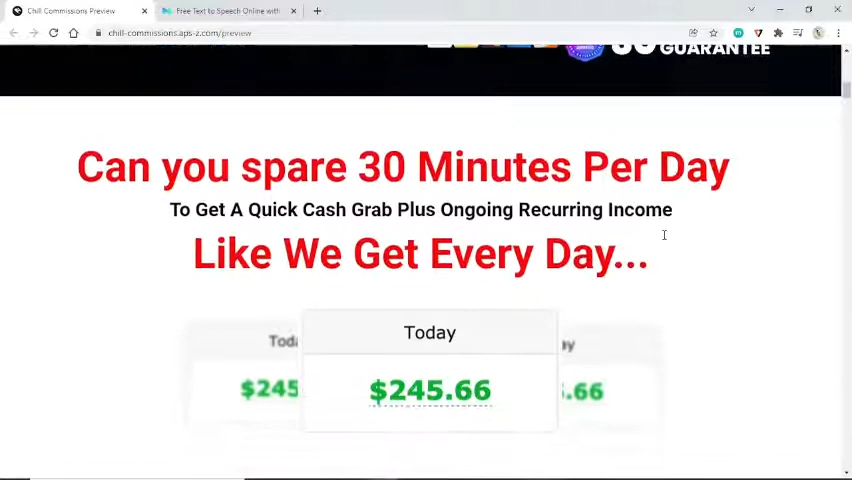 Chill Commissions Preview
Free Text to Speech Online with
chill-commissions.aps-z.com/preview
GUARANTEE
Can you spare 30 Minutes Per Day
To Get A Quick Cash Grab Plus Ongoing Recurring Income
Like We Get Every Day...
Today
$245.66